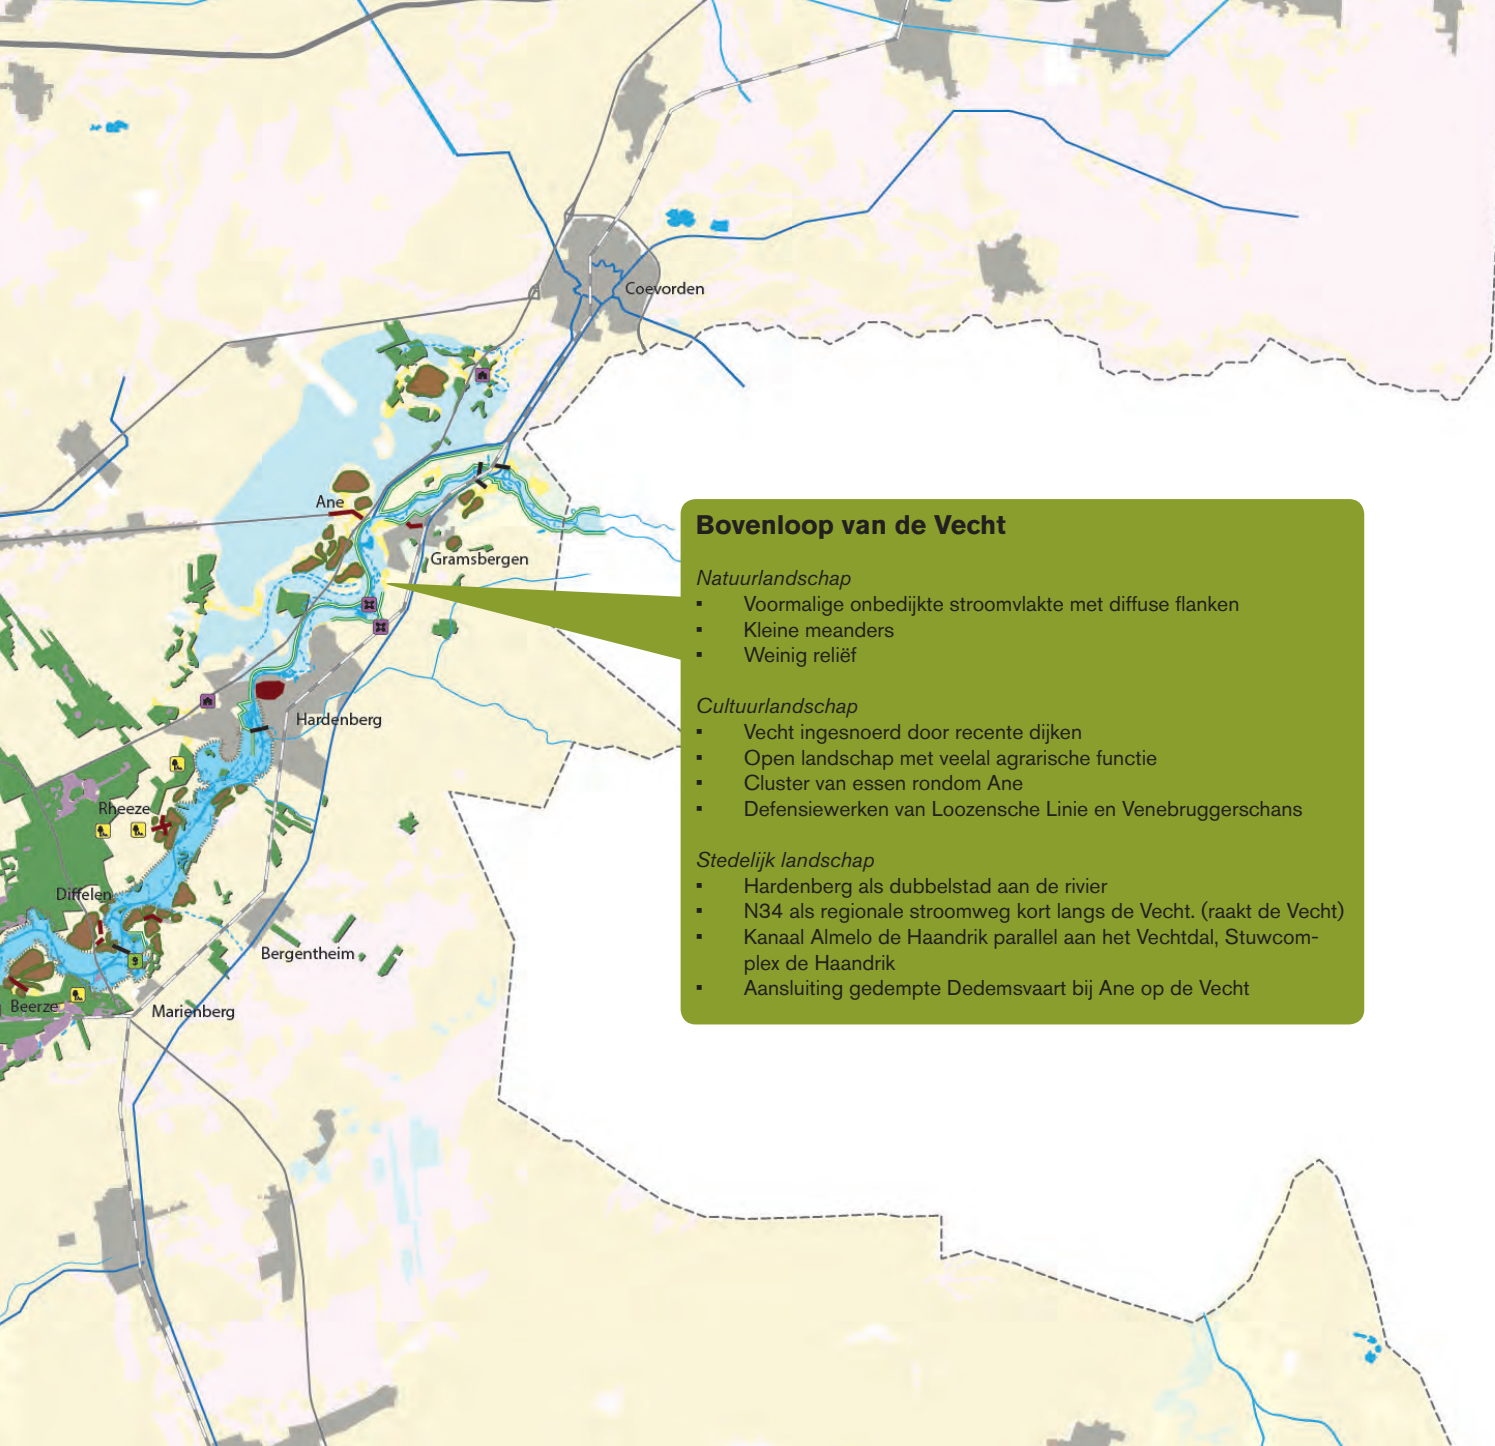 Coevorden
Ane
Gramsbergen
Hardenberg
Rheeze
Diffelen
Bergentheim
Beerze
Marienberg
Bovenloop van de Vecht
Natuurlandschap
▪ Voormalige onbedijkte stroomvlakte met diffuse flanken
▪ Kleine meanders
▪ Weinig reliëf
Cultuurlandschap
▪ Vecht ingesnoerd door recente dijken
▪ Open landschap met veelal agrarische functie
▪ Cluster van essen rondom Ane
▪ Defensiewerken van Loozensche Linie en Venebruggerschans
Stedelijk landschap
▪ Hardenberg als dubbelstad aan de rivier
▪ N34 als regionale stroomweg kort langs de Vecht. (raakt de Vecht)
▪ Kanaal Almelo de Haandrik parallel aan het Vechtdal, Stuwcom-
plex de Haandrik
▪ Aansluiting gedempte Dedemsvaart bij Ane op de Vecht